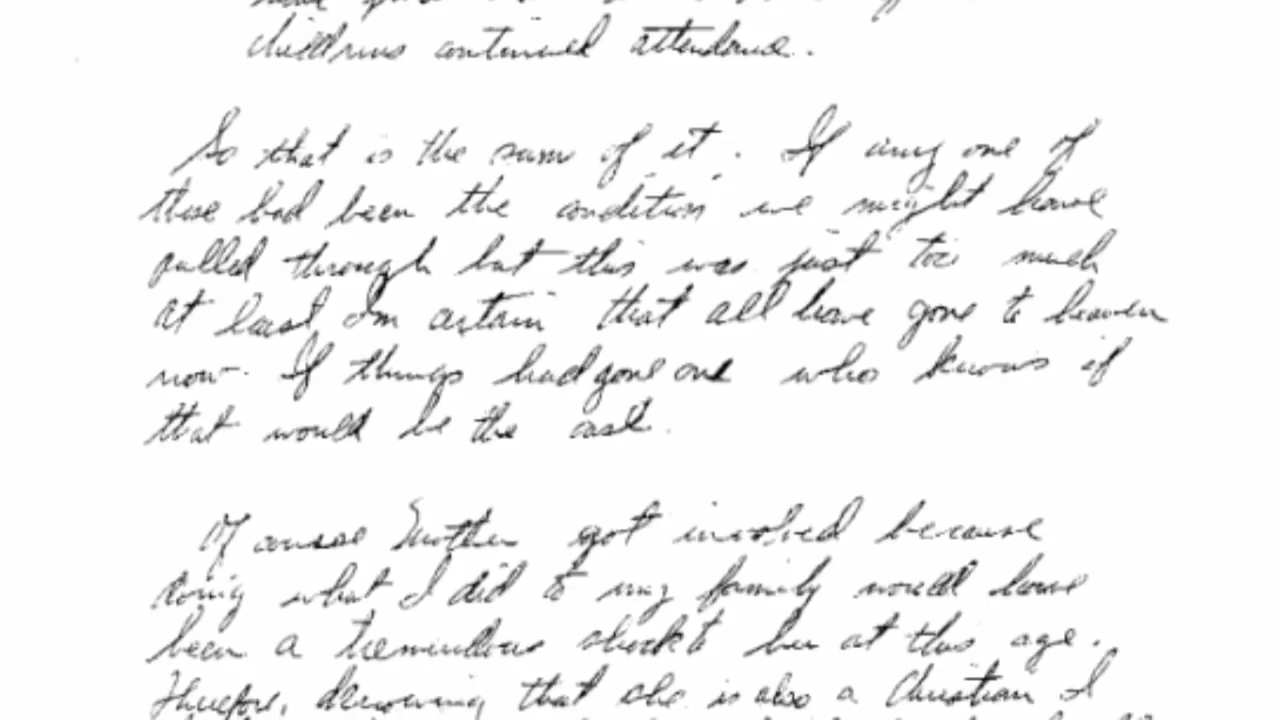 childrens continued attendance.
So that is the sum of it. If any one of
these had been the condition we might have
pulled through but this was just too much
at least I'm certain that all have gone to heaven
now. If things had gone one who knows if
that would be the case.
Of course Mother got involved because
doing what I did to my family would have
been a tremendous shock to her at this age.
Therefore, knowing that she is also a Christian I